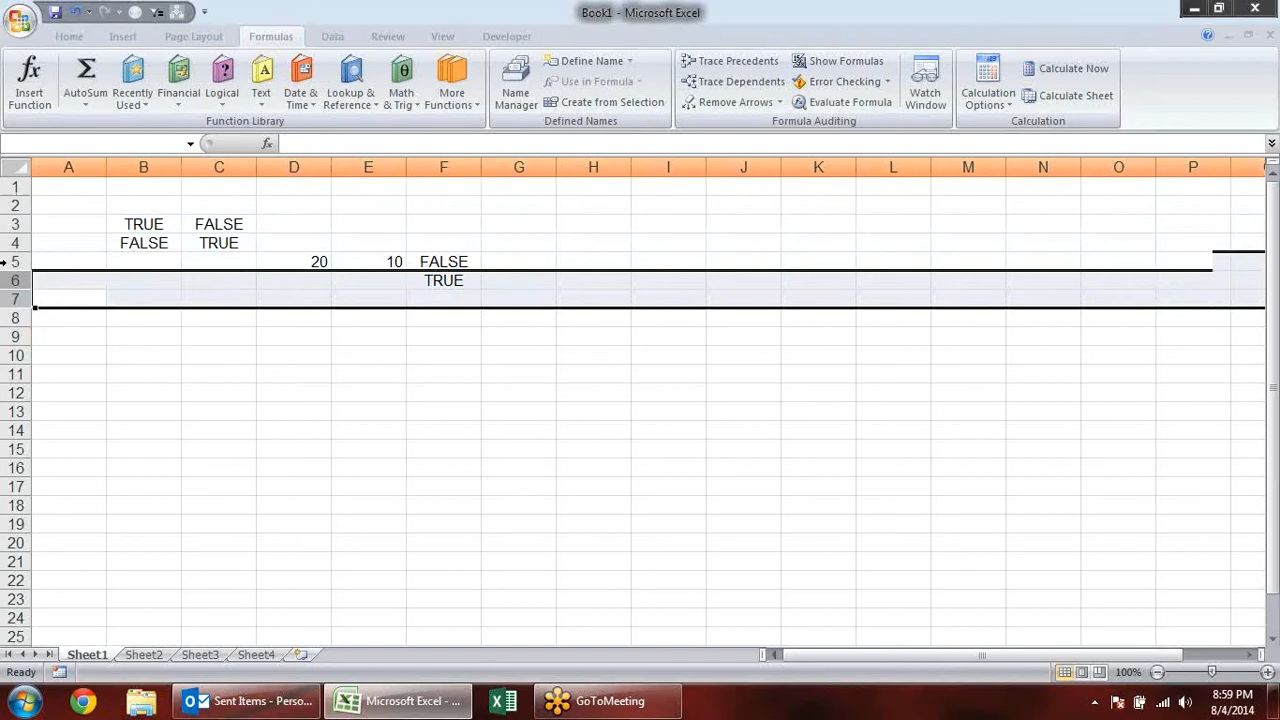 Book1 - Microsoft Excel
Home Insert Page Layout Formulas Data Review View Developer
Insert Function
AutoSum
Recently Used
Financial
Logical
Text
Date & Time
Lookup & Reference
Math & Trig
More Functions
Function Library
Name Manager
Define Name
Use in Formula
Create from Selection
Defined Names
Trace Precedents
Trace Dependents
Remove Arrows
Show Formulas
Error Checking
Evaluate Formula
Formula Auditing
Watch Window
Calculation Options
Calculate Now
Calculate Sheet
Calculation
fx
A B C D E F G H I J K L M N O P
1
2
3 TRUE FALSE
4 FALSE TRUE
5 20 10 FALSE
6 TRUE
7
8
9
10
11
12
13
14
15
16
17
18
19
20
21
22
23
24
25
Sheet1 Sheet2 Sheet3 Sheet4
Ready 100%
Sent Items - Perso...
Microsoft Excel - ...
GoToMeeting
8:59 PM
8/4/2014